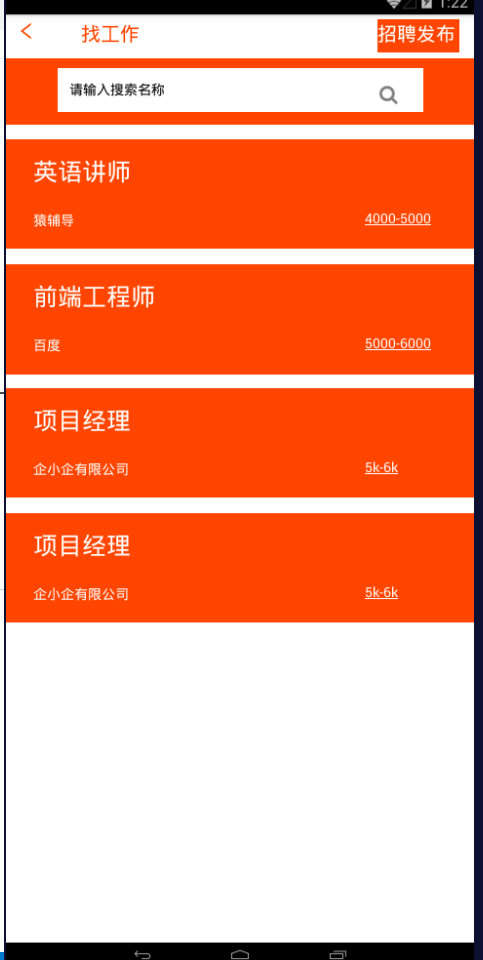 1:22
找工作
招聘发布
请输入搜索名称
英语讲师
猿辅导
4000-5000
前端工程师
百度
5000-6000
项目经理
企小企有限公司
5k-6k
项目经理
企小企有限公司
5k-6k